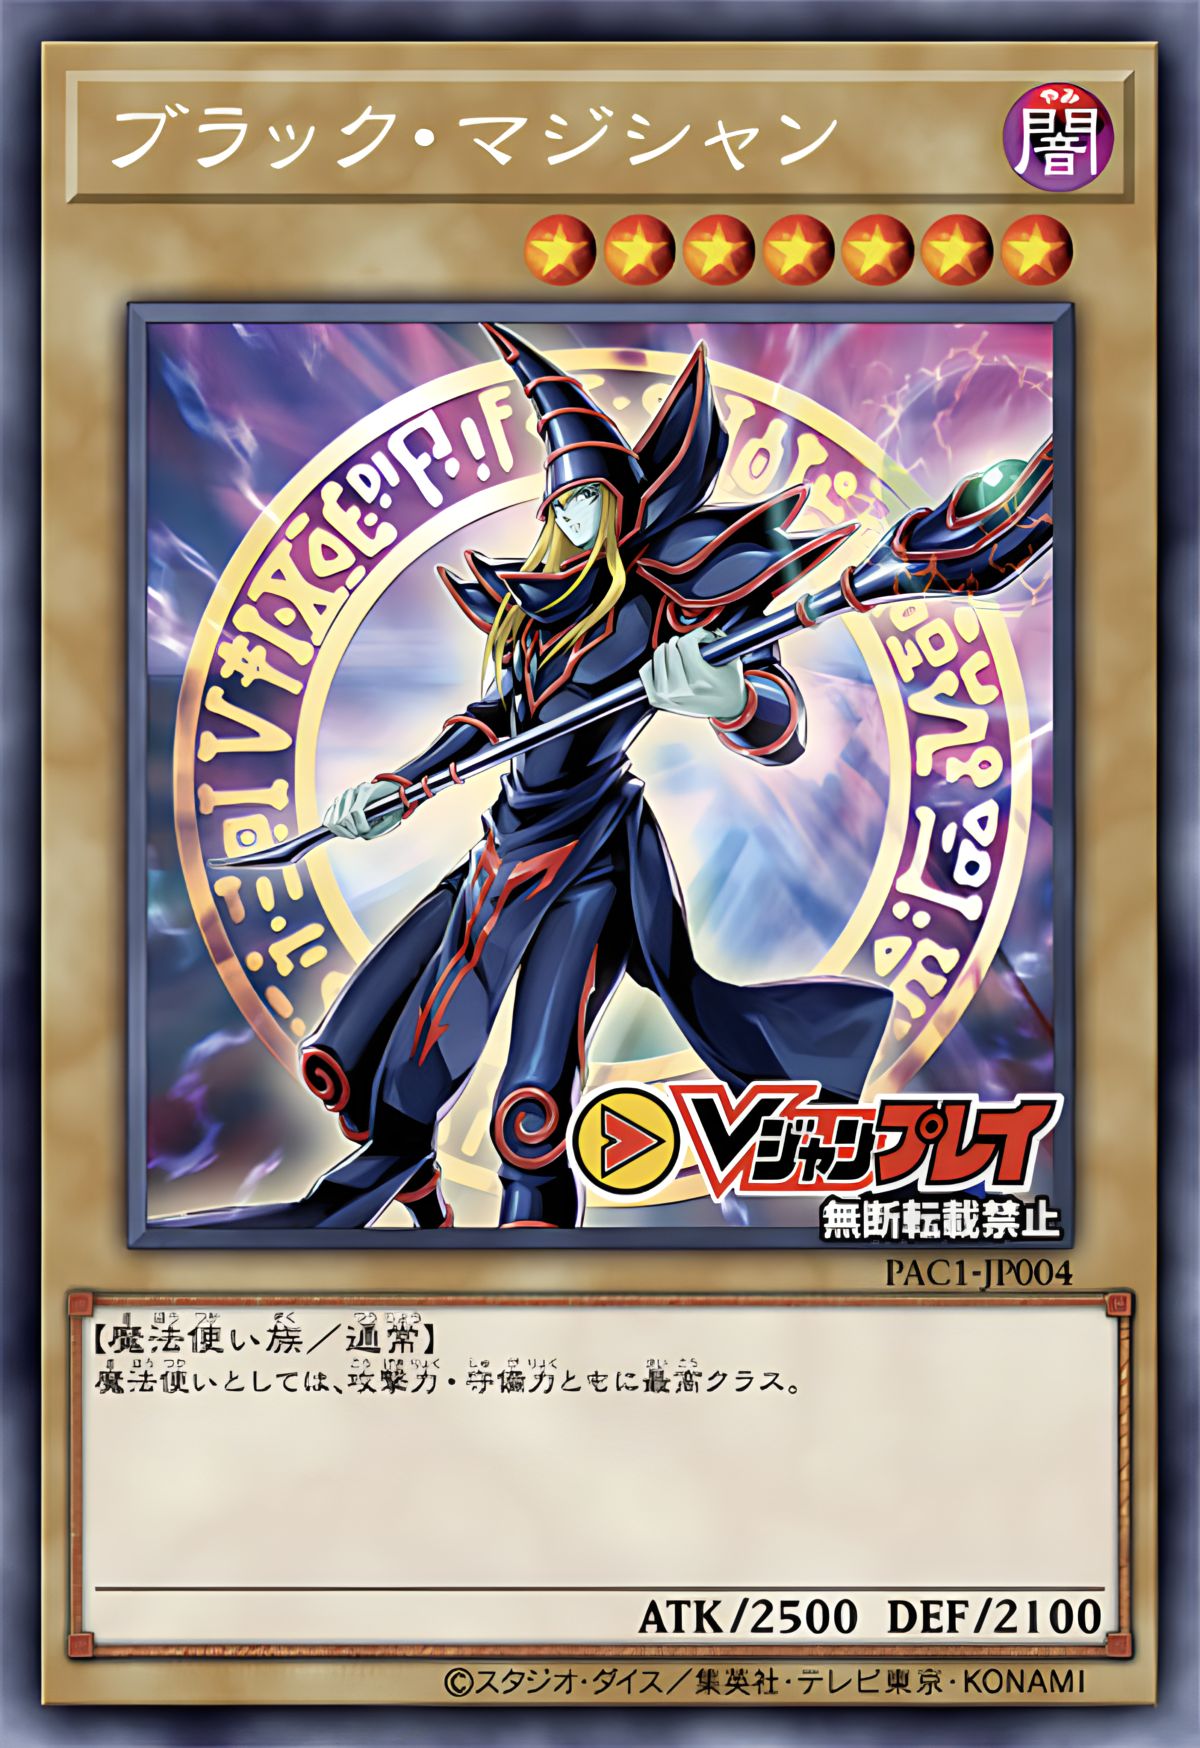 ブラック・マジシャン
やみ
闇
Vジャンプレイ
無断転載禁止
PAC1-JP004
【魔法使い族／通常】
魔法使いとしては、攻撃力・守備力ともに最高クラス。
ATK/2500 DEF/2100
©スタジオ・ダイス／集英社・テレビ東京・KONAMI